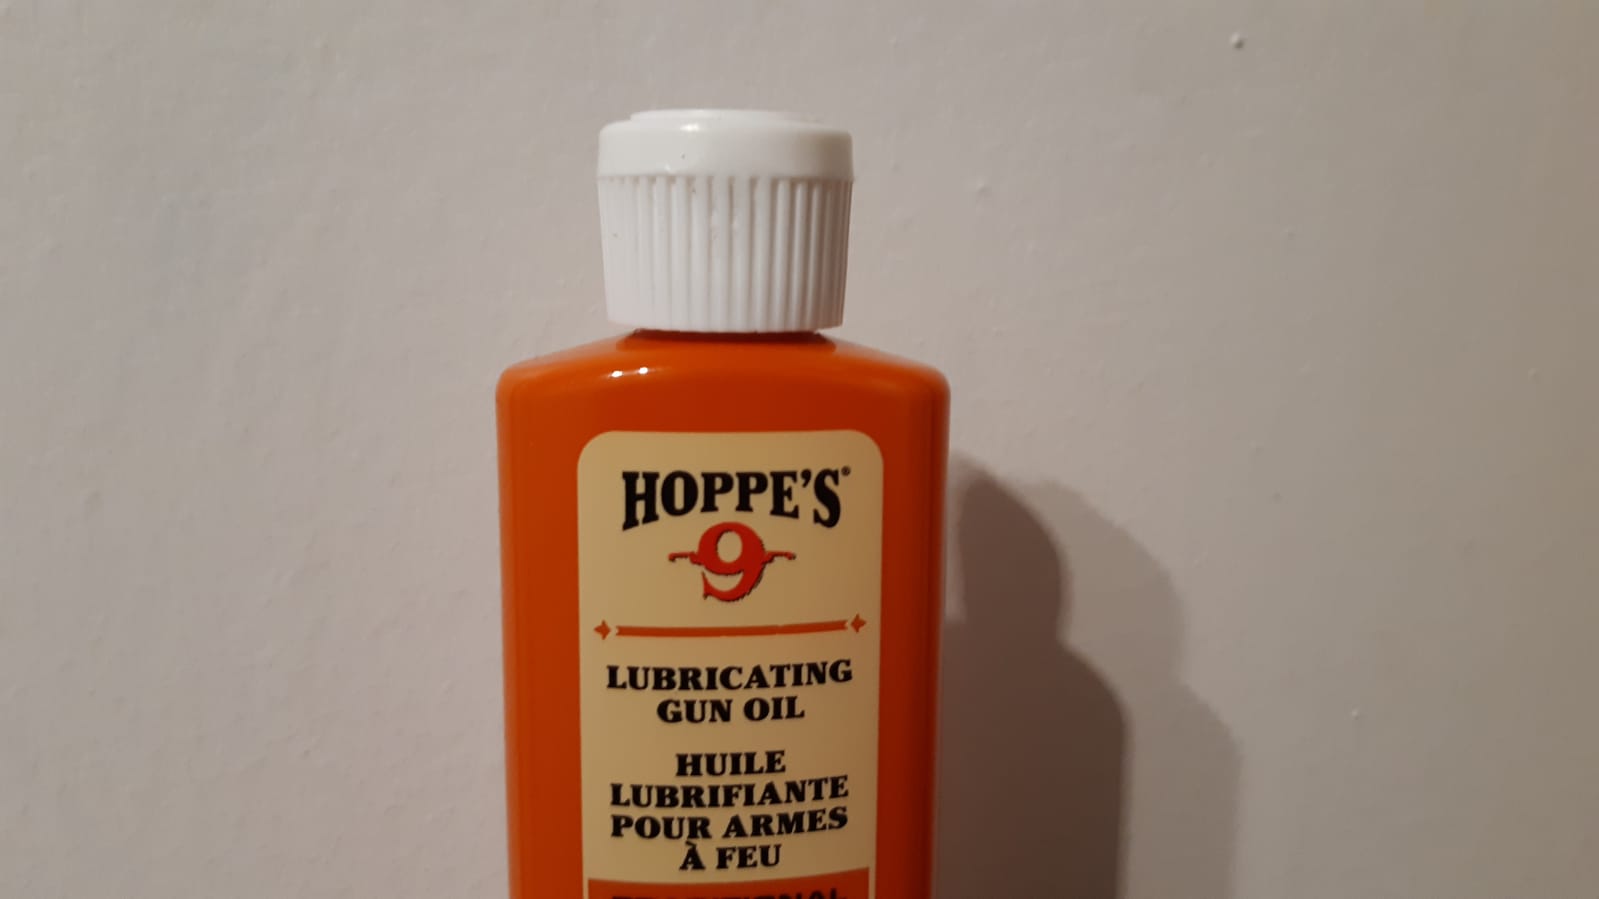 HOPPE'S®
9
LUBRICATING
GUN OIL
HUILE
LUBRIFIANTE
POUR ARMES
À FEU